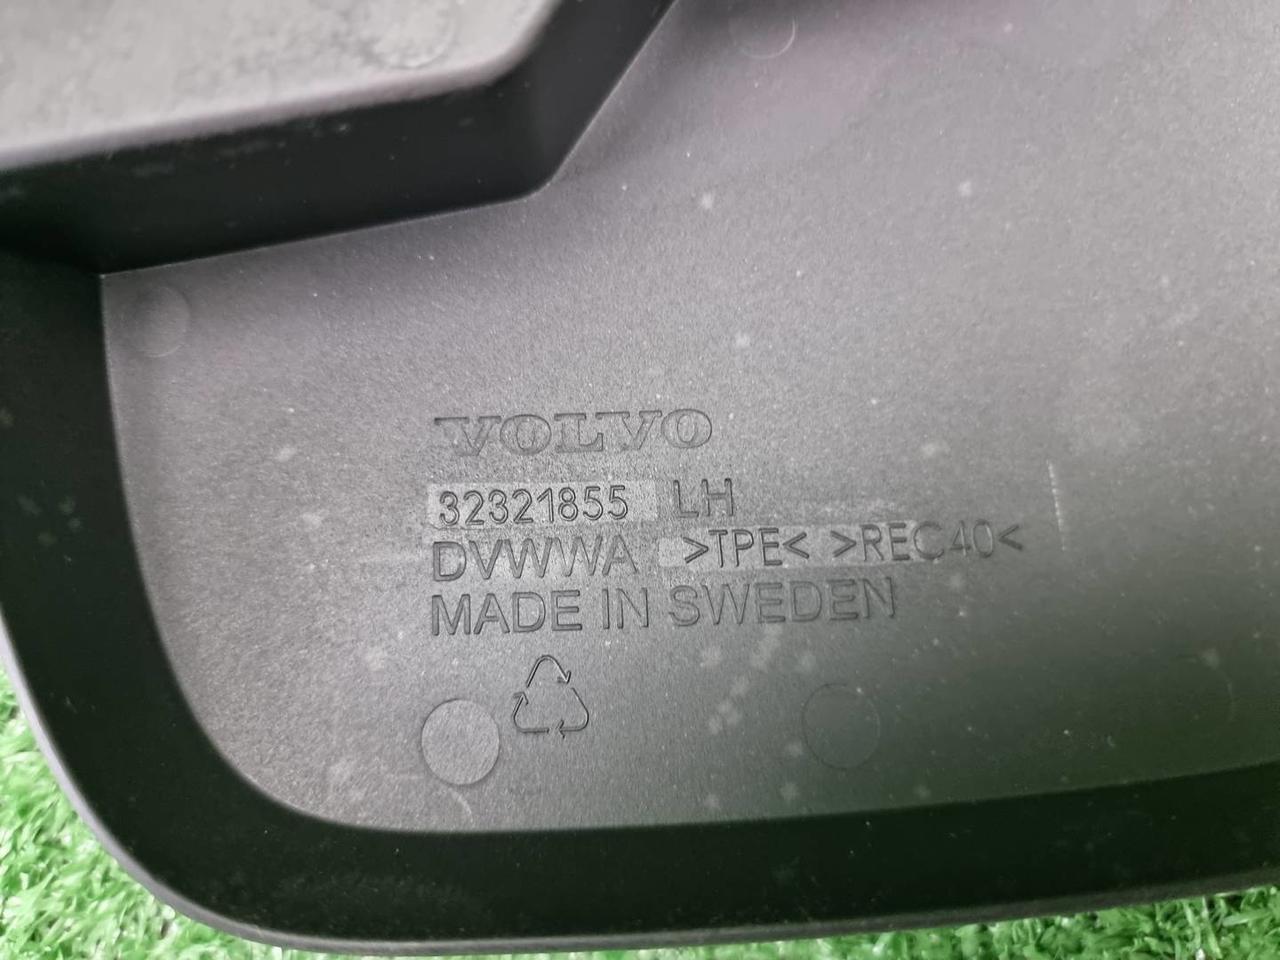 VOLVO
32321855 LH
DVWWA >TPE< >REC40<
MADE IN SWEDEN